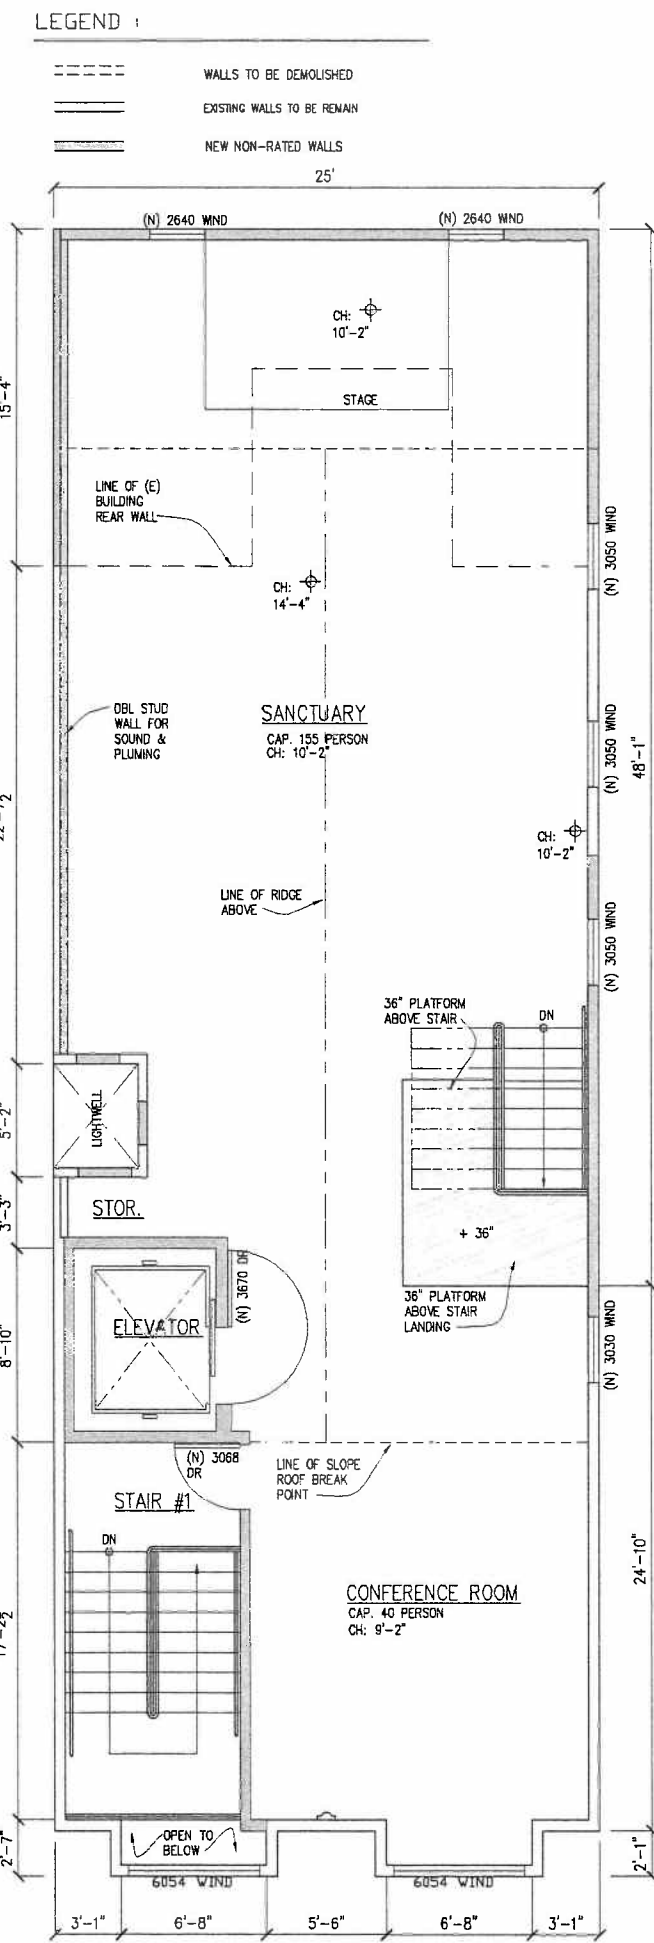 LEGEND :
WALLS TO BE DEMOLISHED
EXISTING WALLS TO BE REMAIN
NEW NON-RATED WALLS
25'
(N) 2640 WIND
(N) 2640 WIND
CH:
10'-2"
STAGE
15'-4"
LINE OF (E)
BUILDING
REAR WALL
(N) 3050 WIND
CH:
14'-4"
DBL STUD
WALL FOR
SOUND &
PLUMING
SANCTUARY
CAP. 155 PERSON
CH: 10'-2"
(N) 3050 WIND
48'-1"
CH:
10'-2"
LINE OF RIDGE
ABOVE
(N) 3050 WIND
36" PLATFORM
ABOVE STAIR
DN
LIGHTWELL
5'-2"
STOR.
3'-3"
+ 36"
(N) 3670 DR
ELEVATOR
8'-10"
36" PLATFORM
ABOVE STAIR
LANDING
(N) 3030 WIND
(N) 3068
DR
LINE OF SLOPE
ROOF BREAK
POINT
STAIR #1
DN
24'-10"
CONFERENCE ROOM
CAP. 40 PERSON
CH: 9'-2"
OPEN TO
BELOW
2'-7"
2'-1"
6054 WIND
6054 WIND
3'-1"
6'-8"
5'-6"
6'-8"
3'-1"